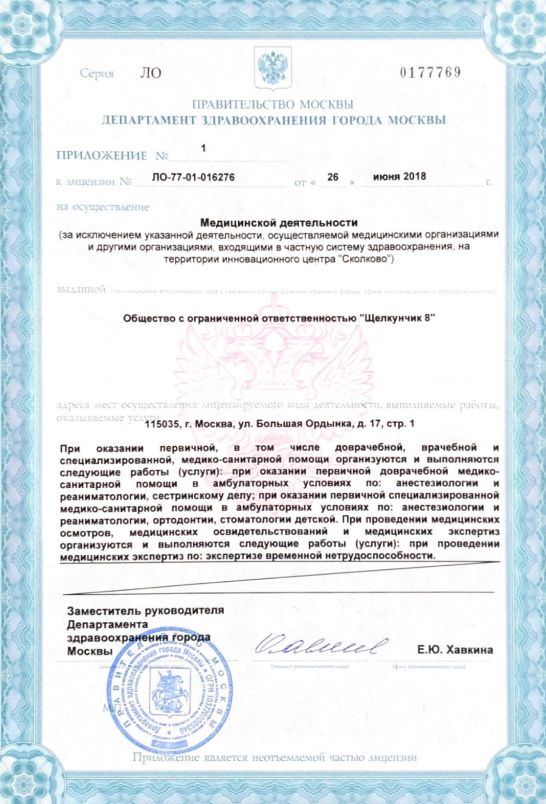 Серия ЛО 0177769
ПРАВИТЕЛЬСТВО МОСКВЫ
ДЕПАРТАМЕНТ ЗДРАВООХРАНЕНИЯ ГОРОДА МОСКВЫ
ПРИЛОЖЕНИЕ № 1
к лицензии № ЛО-77-01-016276 от « 26 » июня 2018 г.
на осуществление
Медицинской деятельности
(за исключением указанной деятельности, осуществляемой медицинскими организациями
и другими организациями, входящими в частную систему здравоохранения, на
территории инновационного центра "Сколково")
выданной
Общество с ограниченной ответственностью "Щелкунчик 8"
адреса мест осуществления лицензируемого вида деятельности, выполняемые работы,
оказываемые услуги
115035, г. Москва, ул. Большая Ордынка, д. 17, стр. 1
При оказании первичной, в том числе доврачебной, врачебной и
специализированной, медико-санитарной помощи организуются и выполняются
следующие работы (услуги): при оказании первичной доврачебной медико-
санитарной помощи в амбулаторных условиях по: анестезиологии и
реаниматологии, сестринскому делу; при оказании первичной специализированной
медико-санитарной помощи в амбулаторных условиях по: анестезиологии и
реаниматологии, ортодонтии, стоматологии детской. При проведении медицинских
осмотров, медицинских освидетельствований и медицинских экспертиз
организуются и выполняются следующие работы (услуги): при проведении
медицинских экспертиз по: экспертизе временной нетрудоспособности.
Заместитель руководителя
Департамента
здравоохранения города
Москвы Е.Ю. Хавкина
ПРАВИТЕЛЬСТВО МОСКВЫ
Департамент здравоохранения города Москвы
Приложение является неотъемлемой частью лицензии